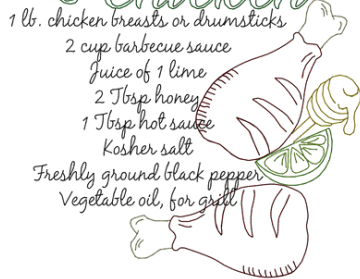 Chicken
1 lb. chicken breasts or drumsticks
2 cup barbecue sauce
Juice of 1 lime
2 Tbsp honey
1 Tbsp hot sauce
Kosher salt
Freshly ground black pepper
Vegetable oil, for grill